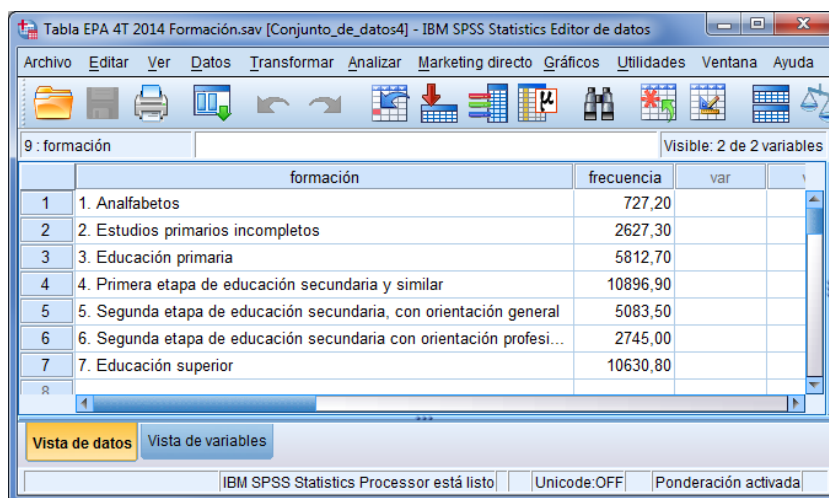 Tabla EPA 4T 2014 Formación.sav [Conjunto_de_datos4] - IBM SPSS Statistics Editor de datos
Archivo Editar Ver Datos Transformar Analizar Marketing directo Gráficos Utilidades Ventana Ayuda
9 : formación Visible: 2 de 2 variables
formación frecuencia var
1 1. Analfabetos 727,20
2 2. Estudios primarios incompletos 2627,30
3 3. Educación primaria 5812,70
4 4. Primera etapa de educación secundaria y similar 10896,90
5 5. Segunda etapa de educación secundaria, con orientación general 5083,50
6 6. Segunda etapa de educación secundaria con orientación profesi... 2745,00
7 7. Educación superior 10630,80
8
Vista de datos Vista de variables
IBM SPSS Statistics Processor está listo Unicode:OFF Ponderación activada